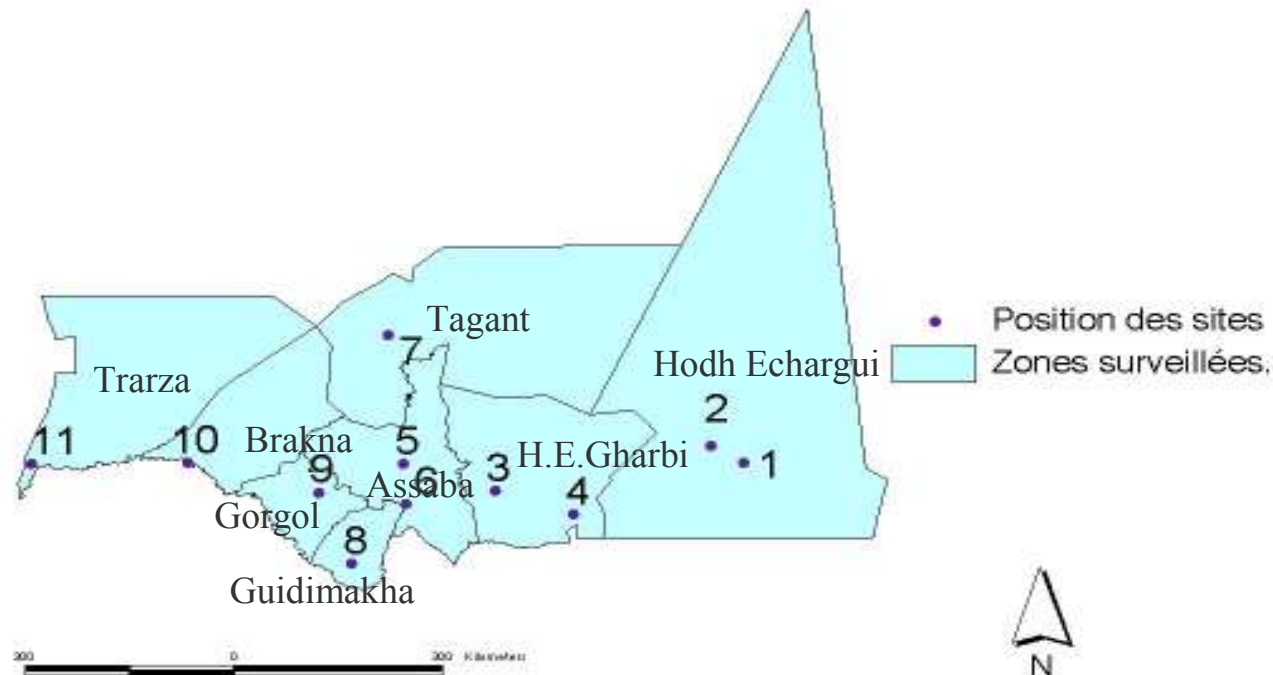 Tagant
7
Position des sites
Hodh Echargui
Zones surveillées.
Trarza
2
11
10
Brakna
5
H.E.Gharbi
1
9
Assaba
6
3
4
Gorgol
8
Guidimakha
300
0
300 Kilometers
N